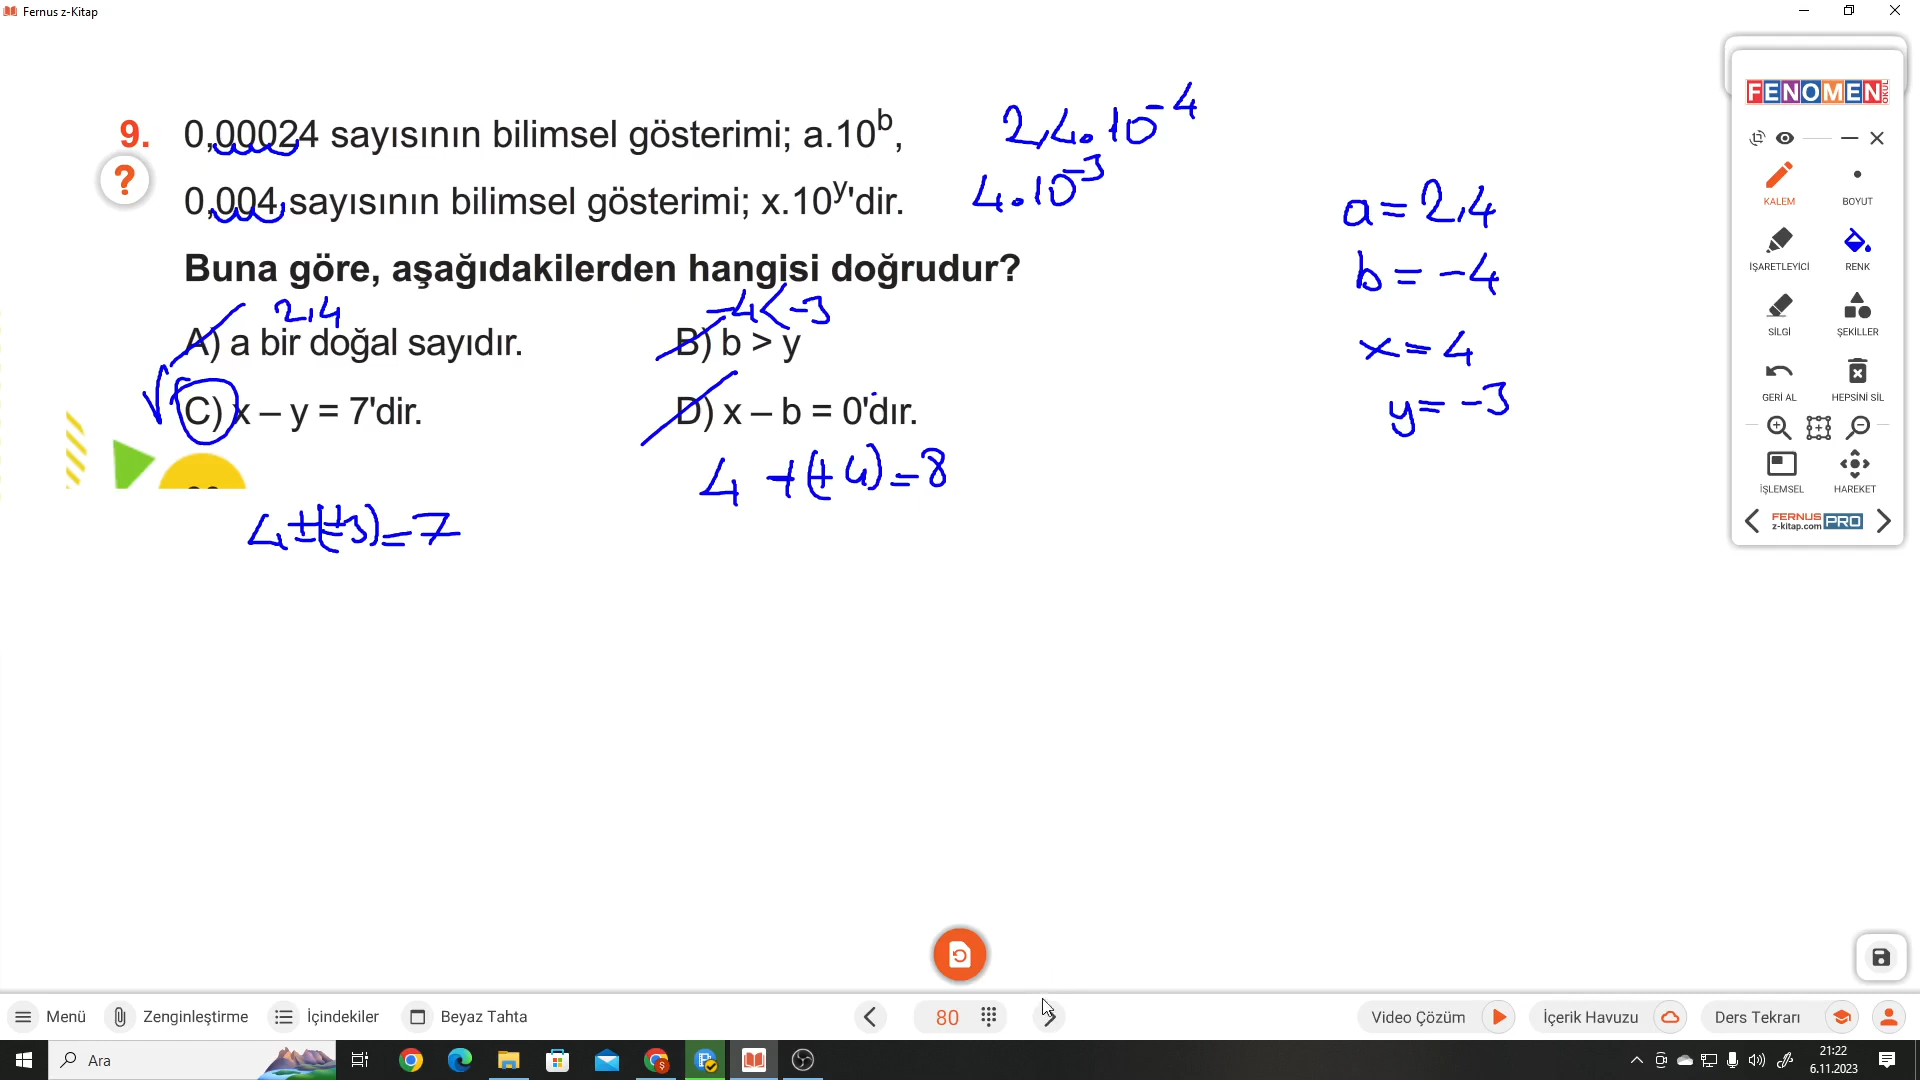 Fernus z-Kitap
9. 0,00024 sayısının bilimsel gösterimi; a.10^b, 2,4.10^-4
? 0,004 sayısının bilimsel gösterimi; x.10^y'dir. 4.10^-3
Buna göre, aşağıdakilerden hangisi doğrudur?
2,4 -4<-3
A) a bir doğal sayıdır. B) b > y
√ C) x – y = 7'dir. D) x – b = 0'dır.
4 + (+ 4) = 8
4 + (+3) = 7
a = 2,4
b = -4
x = 4
y = -3
FENOMEN OKUL
KALEM BOYUT
İŞARETLEYİCİ RENK
SİLGİ ŞEKİLLER
GERİ AL HEPSİNİ SİL
İŞLEMSEL HAREKET
FERNUS z-kitap.com PRO
Menü Zenginleştirme İçindekiler Beyaz Tahta 80 Video Çözüm İçerik Havuzu Ders Tekrarı
Ara 21:22
6.11.2023